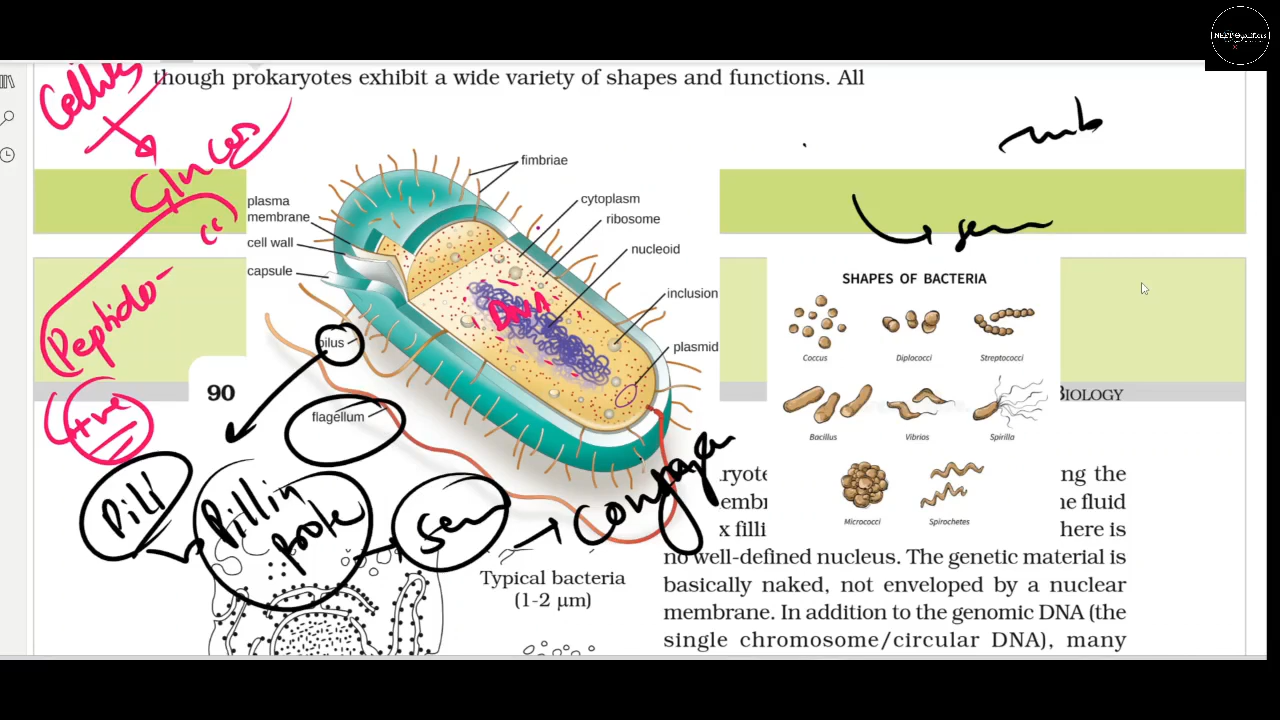 though prokaryotes exhibit a wide variety of shapes and functions. All
fimbriae
plasma
membrane
cell wall
capsule
cytoplasm
ribosome
nucleoid
inclusion
plasmid
DNA
pilus
flagellum
Peptido-
+ive
Pili
Pillin
SHAPES OF BACTERIA
Coccus
Diplococci
Streptococci
Bacillus
Vibrios
Spirilla
Micrococci
Spirochetes
90
BIOLOGY
Typical bacteria
(1-2 µm)
ing the
ne fluid
x filli
here is
no well-defined nucleus. The genetic material is
basically naked, not enveloped by a nuclear
membrane. In addition to the genomic DNA (the
single chromosome/circular DNA), many